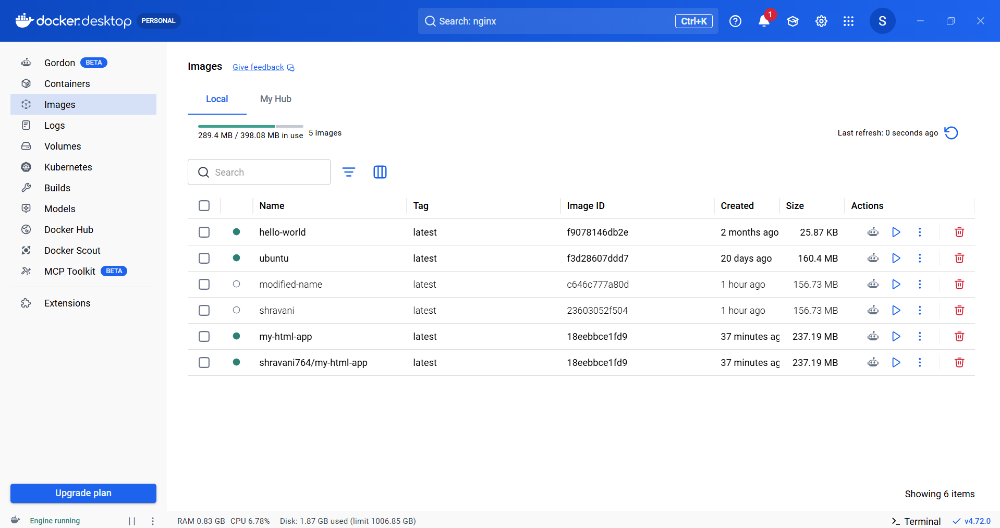 docker.desktop PERSONAL Search: nginx Ctrl+K 1 S
Gordon BETA
Containers
Images
Logs
Volumes
Kubernetes
Builds
Models
Docker Hub
Docker Scout
MCP Toolkit BETA
Extensions
Upgrade plan
Images Give feedback
Local My Hub
289.4 MB / 398.08 MB in use 5 images Last refresh: 0 seconds ago
Search
Name Tag Image ID Created Size Actions
hello-world latest f9078146db2e 2 months ago 25.87 KB
ubuntu latest f3d28607ddd7 20 days ago 160.4 MB
modified-name latest c646c777a80d 1 hour ago 156.73 MB
shravani latest 23603052f504 1 hour ago 156.73 MB
my-html-app latest 18eebbce1fd9 37 minutes ag 237.19 MB
shravani764/my-html-app latest 18eebbce1fd9 37 minutes ag 237.19 MB
Showing 6 items
Engine running RAM 0.83 GB CPU 6.78% Disk: 1.87 GB used (limit 1006.85 GB) Terminal v4.72.0